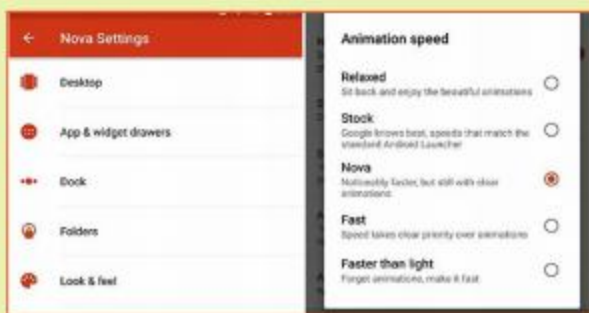 Nova Settings
Desktop
App & widget drawers
Dock
Folders
Look & feel
Animation speed
Relaxed
Sit back and enjoy the beautiful animations
Stock
Google knows best, speeds that match the
standard Android Launcher
Nova
Noticeably faster, but still with clear
animations
Fast
Speed takes clear priority over animations
Faster than light
Forget animations, make it fast